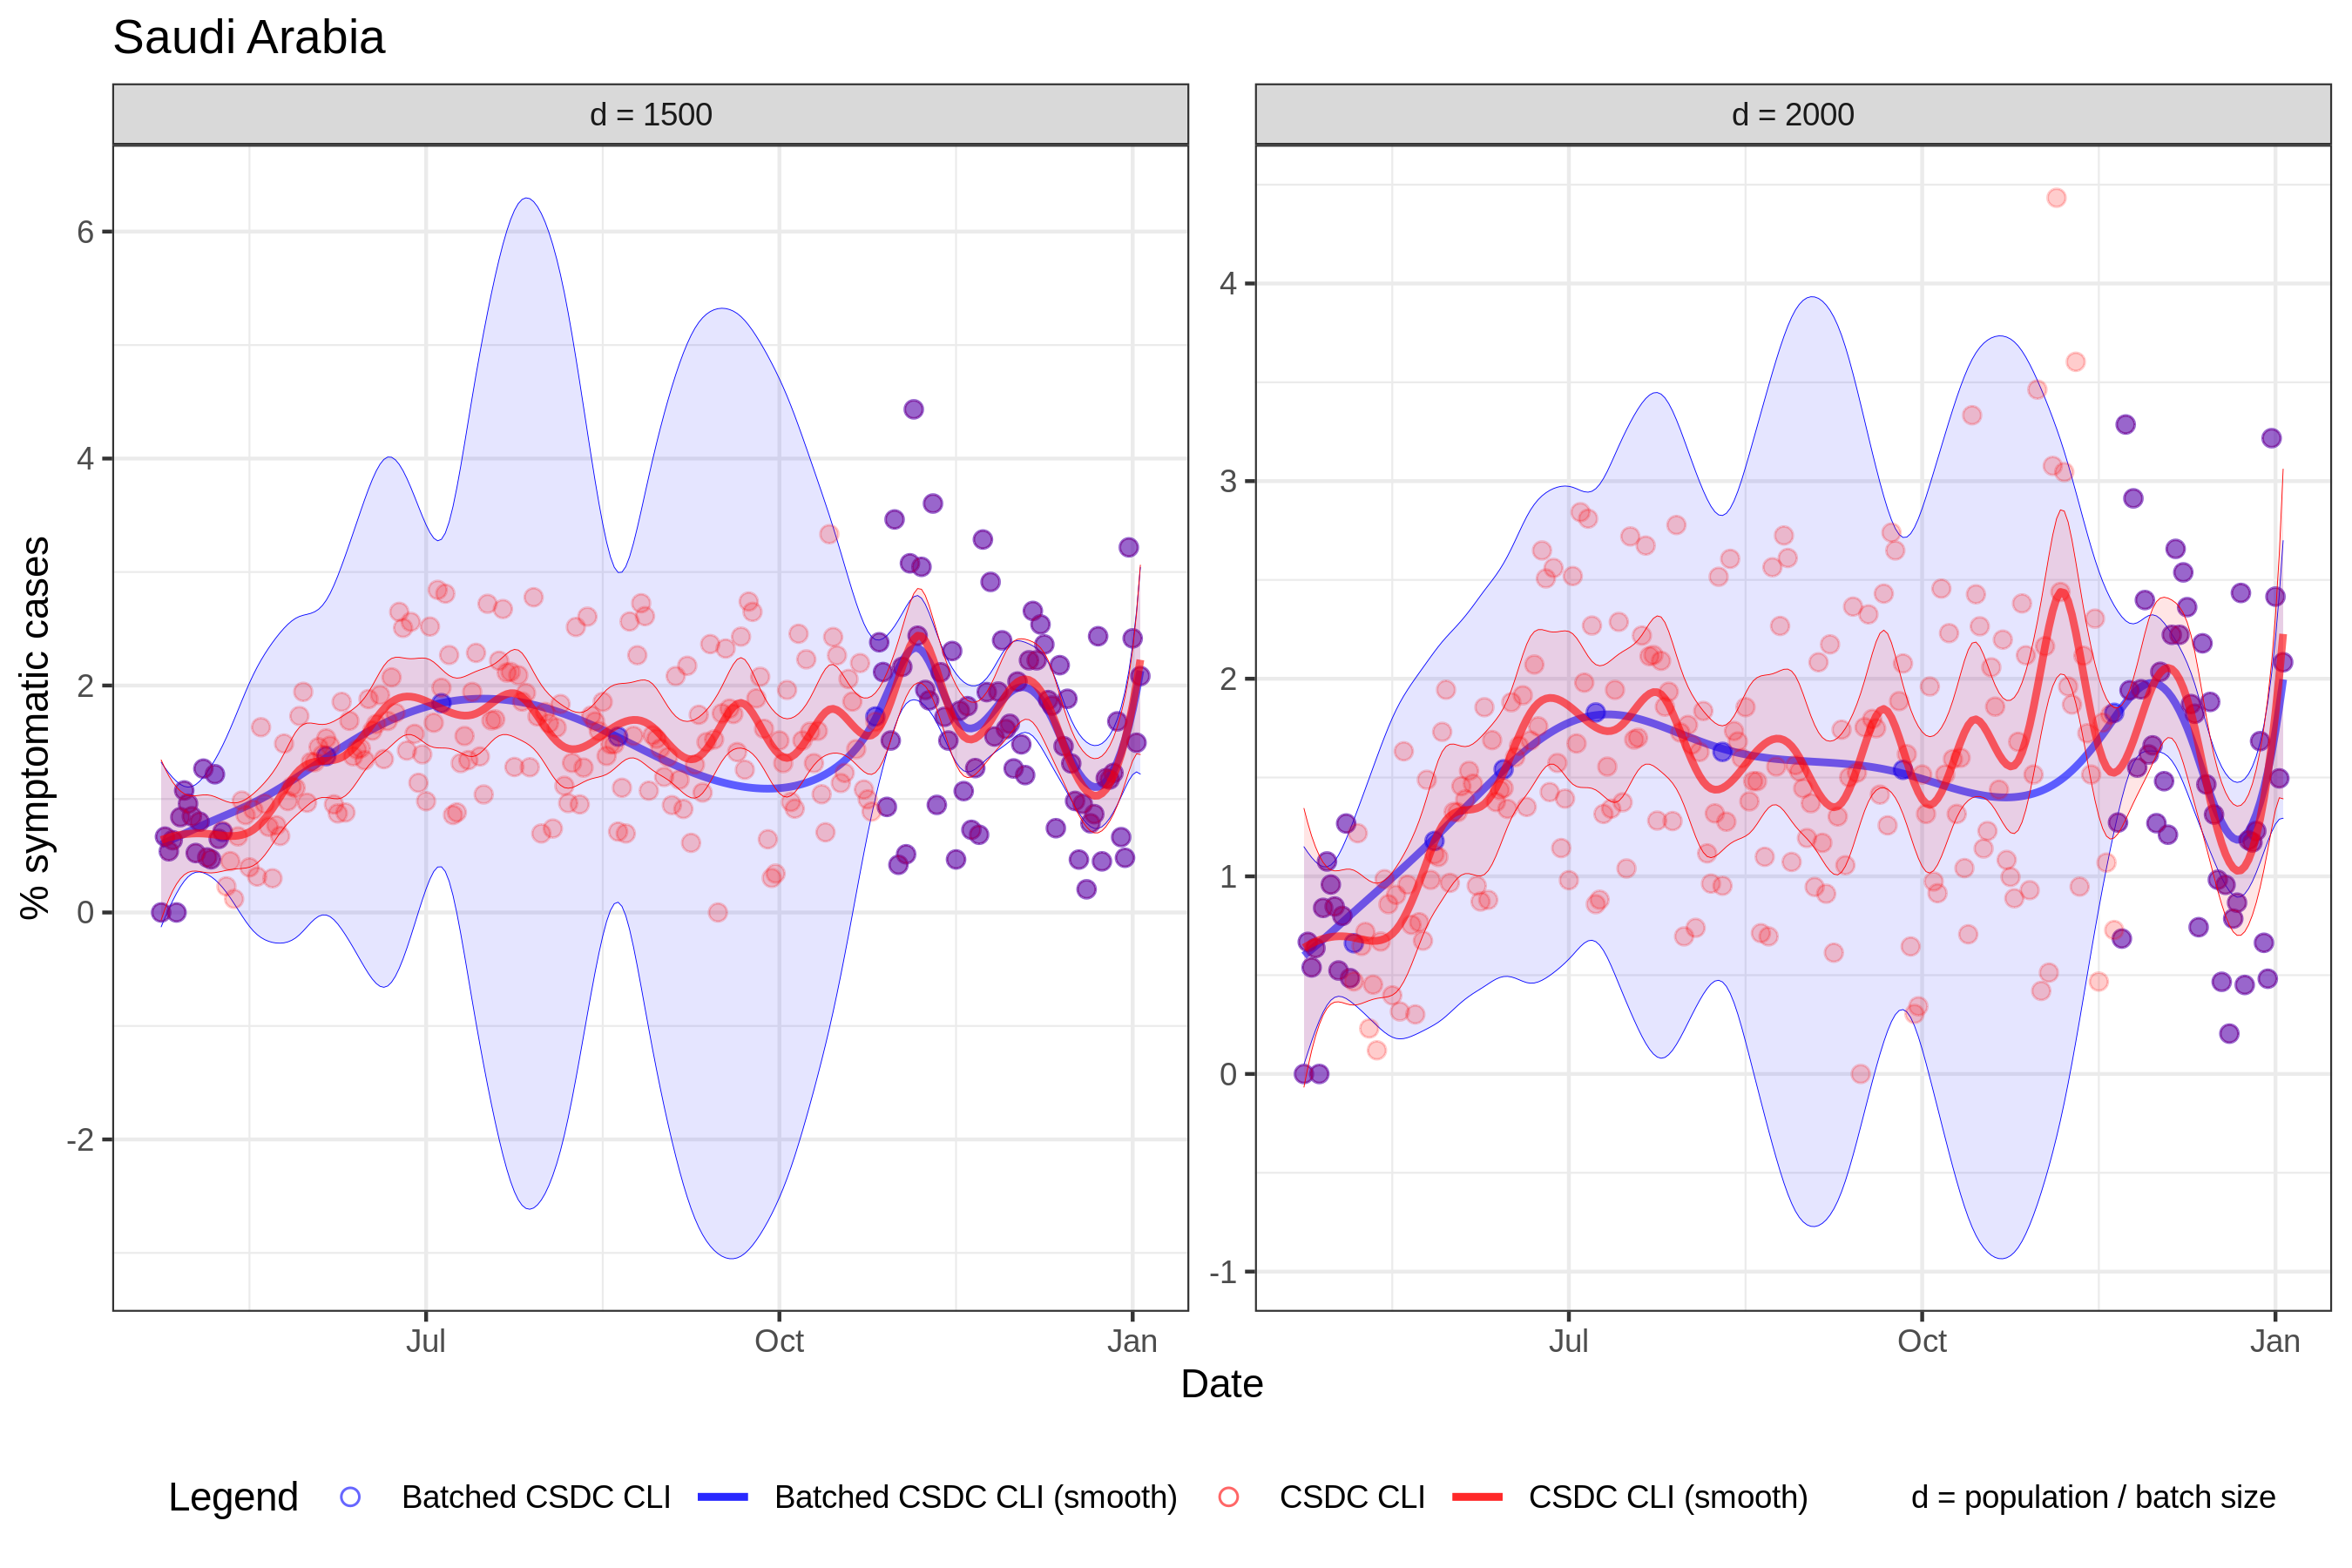 Saudi Arabia
d = 1500
d = 2000
% symptomatic cases
6
4
2
0
-2
4
3
2
1
0
-1
Jul
Oct
Jan
Jul
Oct
Jan
Date
Legend
Batched CSDC CLI
Batched CSDC CLI (smooth)
CSDC CLI
CSDC CLI (smooth)
d = population / batch size